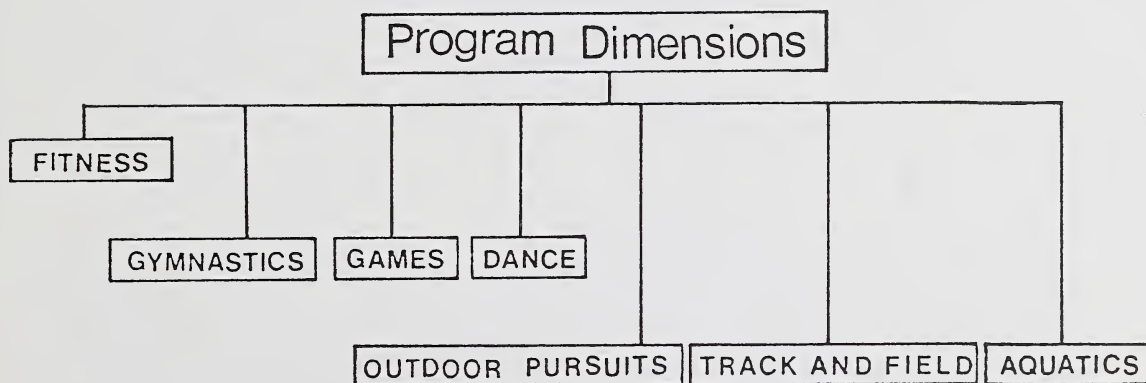 Program Dimensions
FITNESS
GYMNASTICS
GAMES
DANCE
OUTDOOR PURSUITS
TRACK AND FIELD
AQUATICS